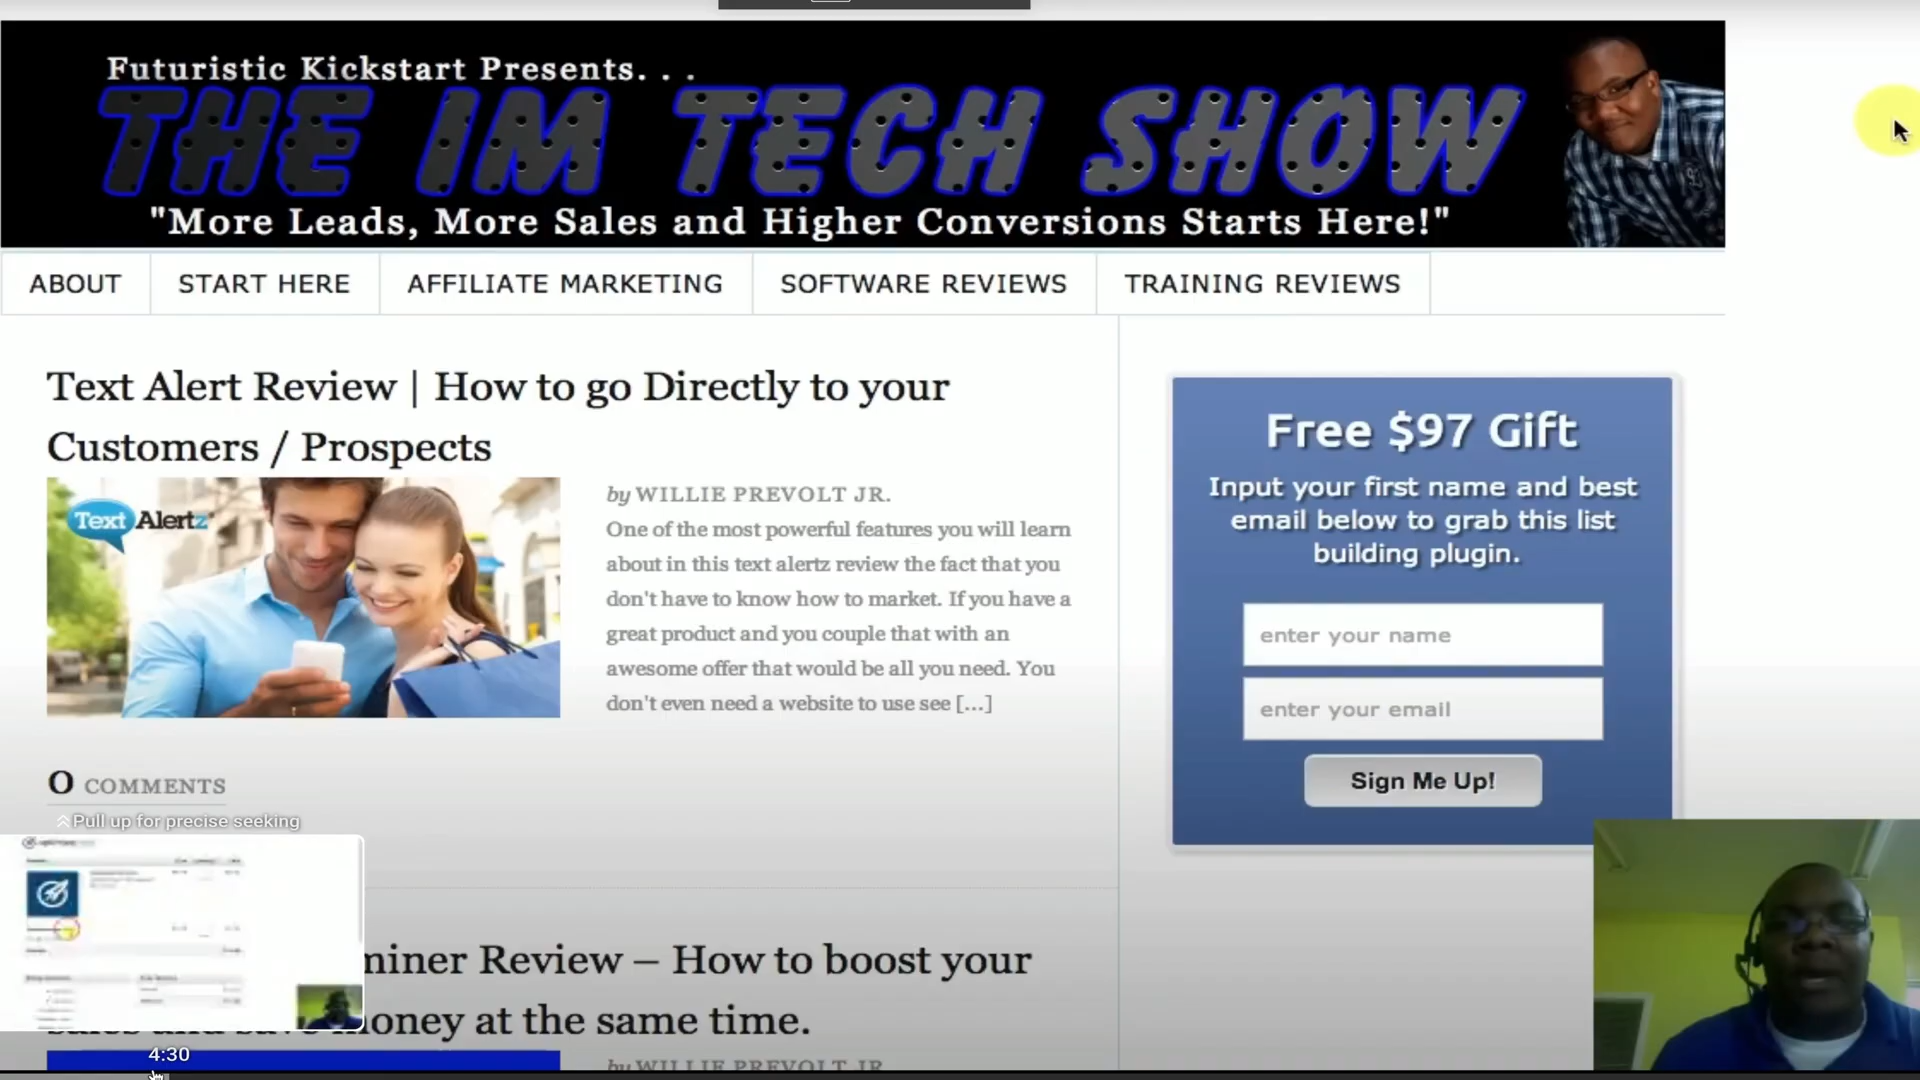 Futuristic Kickstart Presents. . .
THE IM TECH SHOW
"More Leads, More Sales and Higher Conversions Starts Here!"
ABOUT START HERE AFFILIATE MARKETING SOFTWARE REVIEWS TRAINING REVIEWS
Text Alert Review | How to go Directly to your
Customers / Prospects
Text Alertz
by WILLIE PREVOLT JR.
One of the most powerful features you will learn
about in this text alertz review the fact that you
don't have to know how to market. If you have a
great product and you couple that with an
awesome offer that would be all you need. You
don't even need a website to use see [...]
0 COMMENTS
Free $97 Gift
Input your first name and best
email below to grab this list
building plugin.
enter your name
enter your email
Sign Me Up!
Pull up for precise seeking
miner Review – How to boost your
money at the same time.
4:30
by WILLIE PREVOLT JR